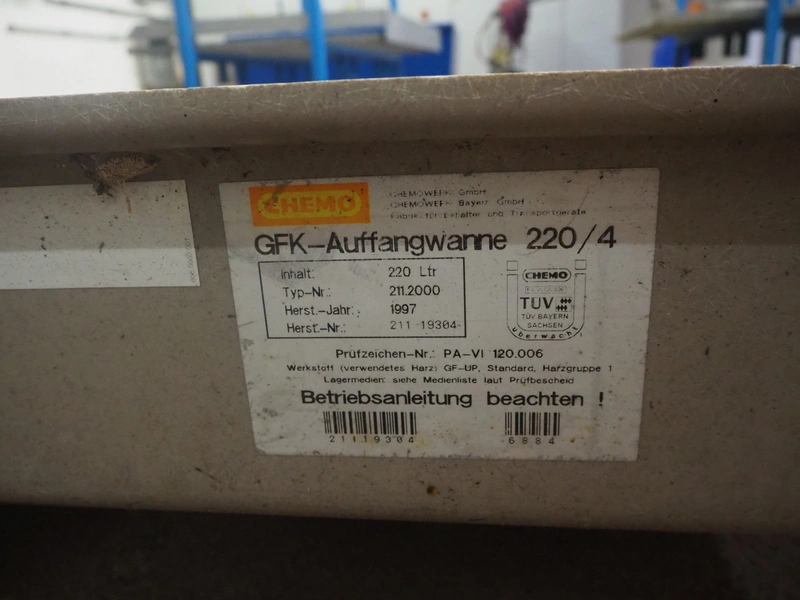 CHEMO
CHEMOWERK GmbH
CHEMOWERK Bayern GmbH
Fabrik für Behälter und Transportgeräte
GFK-Auffangwanne 220/4
Inhalt: 220 Ltr
Typ-Nr.: 211.2000
Herst.-Jahr: 1997
Herst.-Nr.: 211 19304
CHEMO
TÜV
TÜV BAYERN
SACHSEN
überwacht
Prüfzeichen-Nr.: PA-VI 120.006
Werkstoff (verwendetes Harz) GF-UP, Standard, Harzgruppe 1
Lagermedien: siehe Medienliste laut Prüfbescheid
Betriebsanleitung beachten !
21119304
6884